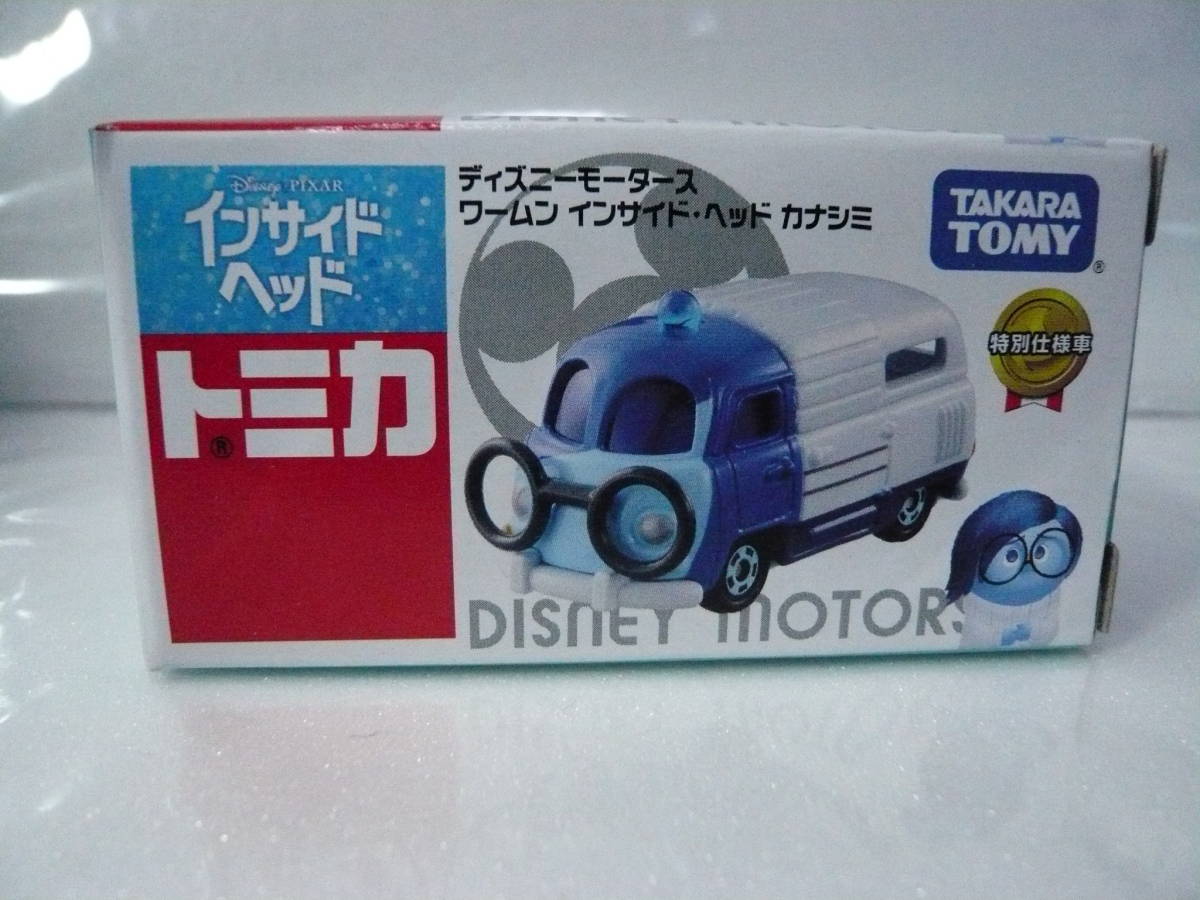 DISNEY MOTOR
Disney PIXAR
インサイド
ヘッド
トミカ
®
ディズニーモータース
ワームン インサイド・ヘッド カナシミ
TAKARA
TOMY
®
特別仕様車
DISNEY MOTORS